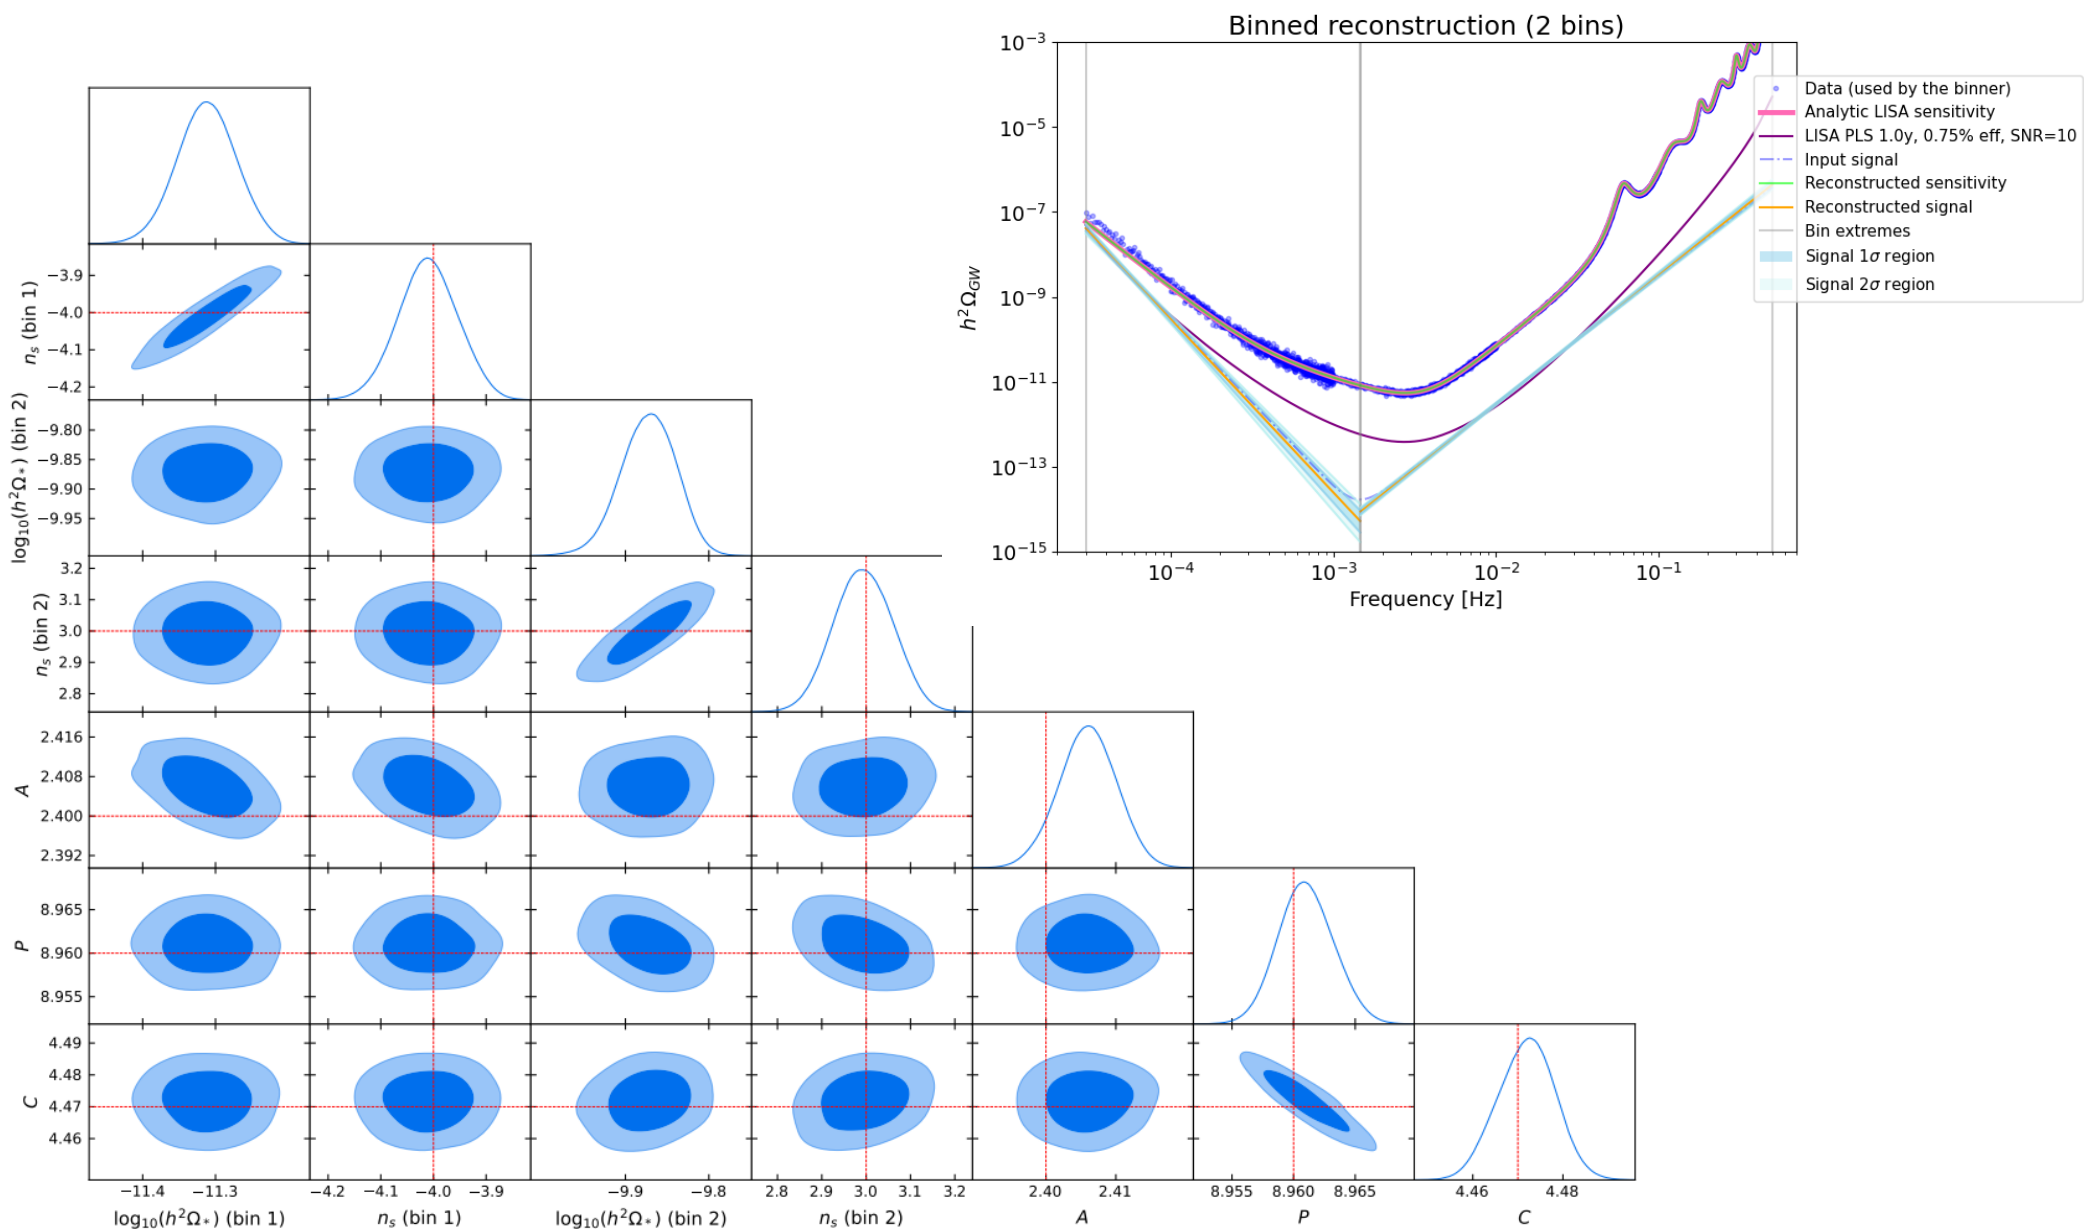 Binned reconstruction (2 bins)
10⁻³
10⁻⁵
10⁻⁷
10⁻⁹
10⁻¹¹
10⁻¹³
10⁻¹⁵
h²Ω_GW
10⁻⁴ 10⁻³ 10⁻² 10⁻¹
Frequency [Hz]
Data (used by the binner)
Analytic LISA sensitivity
LISA PLS 1.0y, 0.75% eff, SNR=10
Input signal
Reconstructed sensitivity
Reconstructed signal
Bin extremes
Signal 1σ region
Signal 2σ region
n_s (bin 1)
−3.9
−4.0
−4.1
−4.2
log₁₀(h²Ω_*) (bin 2)
−9.80
−9.85
−9.90
−9.95
n_s (bin 2)
3.2
3.1
3.0
2.9
2.8
A
2.416
2.408
2.400
2.392
P
8.965
8.960
8.955
C
4.49
4.48
4.47
4.46
−11.4 −11.3 −4.2 −4.1 −4.0 −3.9 −9.9 −9.8 2.8 2.9 3.0 3.1 3.2 2.40 2.41 8.955 8.960 8.965 4.46 4.48
log₁₀(h²Ω_*) (bin 1) n_s (bin 1) log₁₀(h²Ω_*) (bin 2) n_s (bin 2) A P C